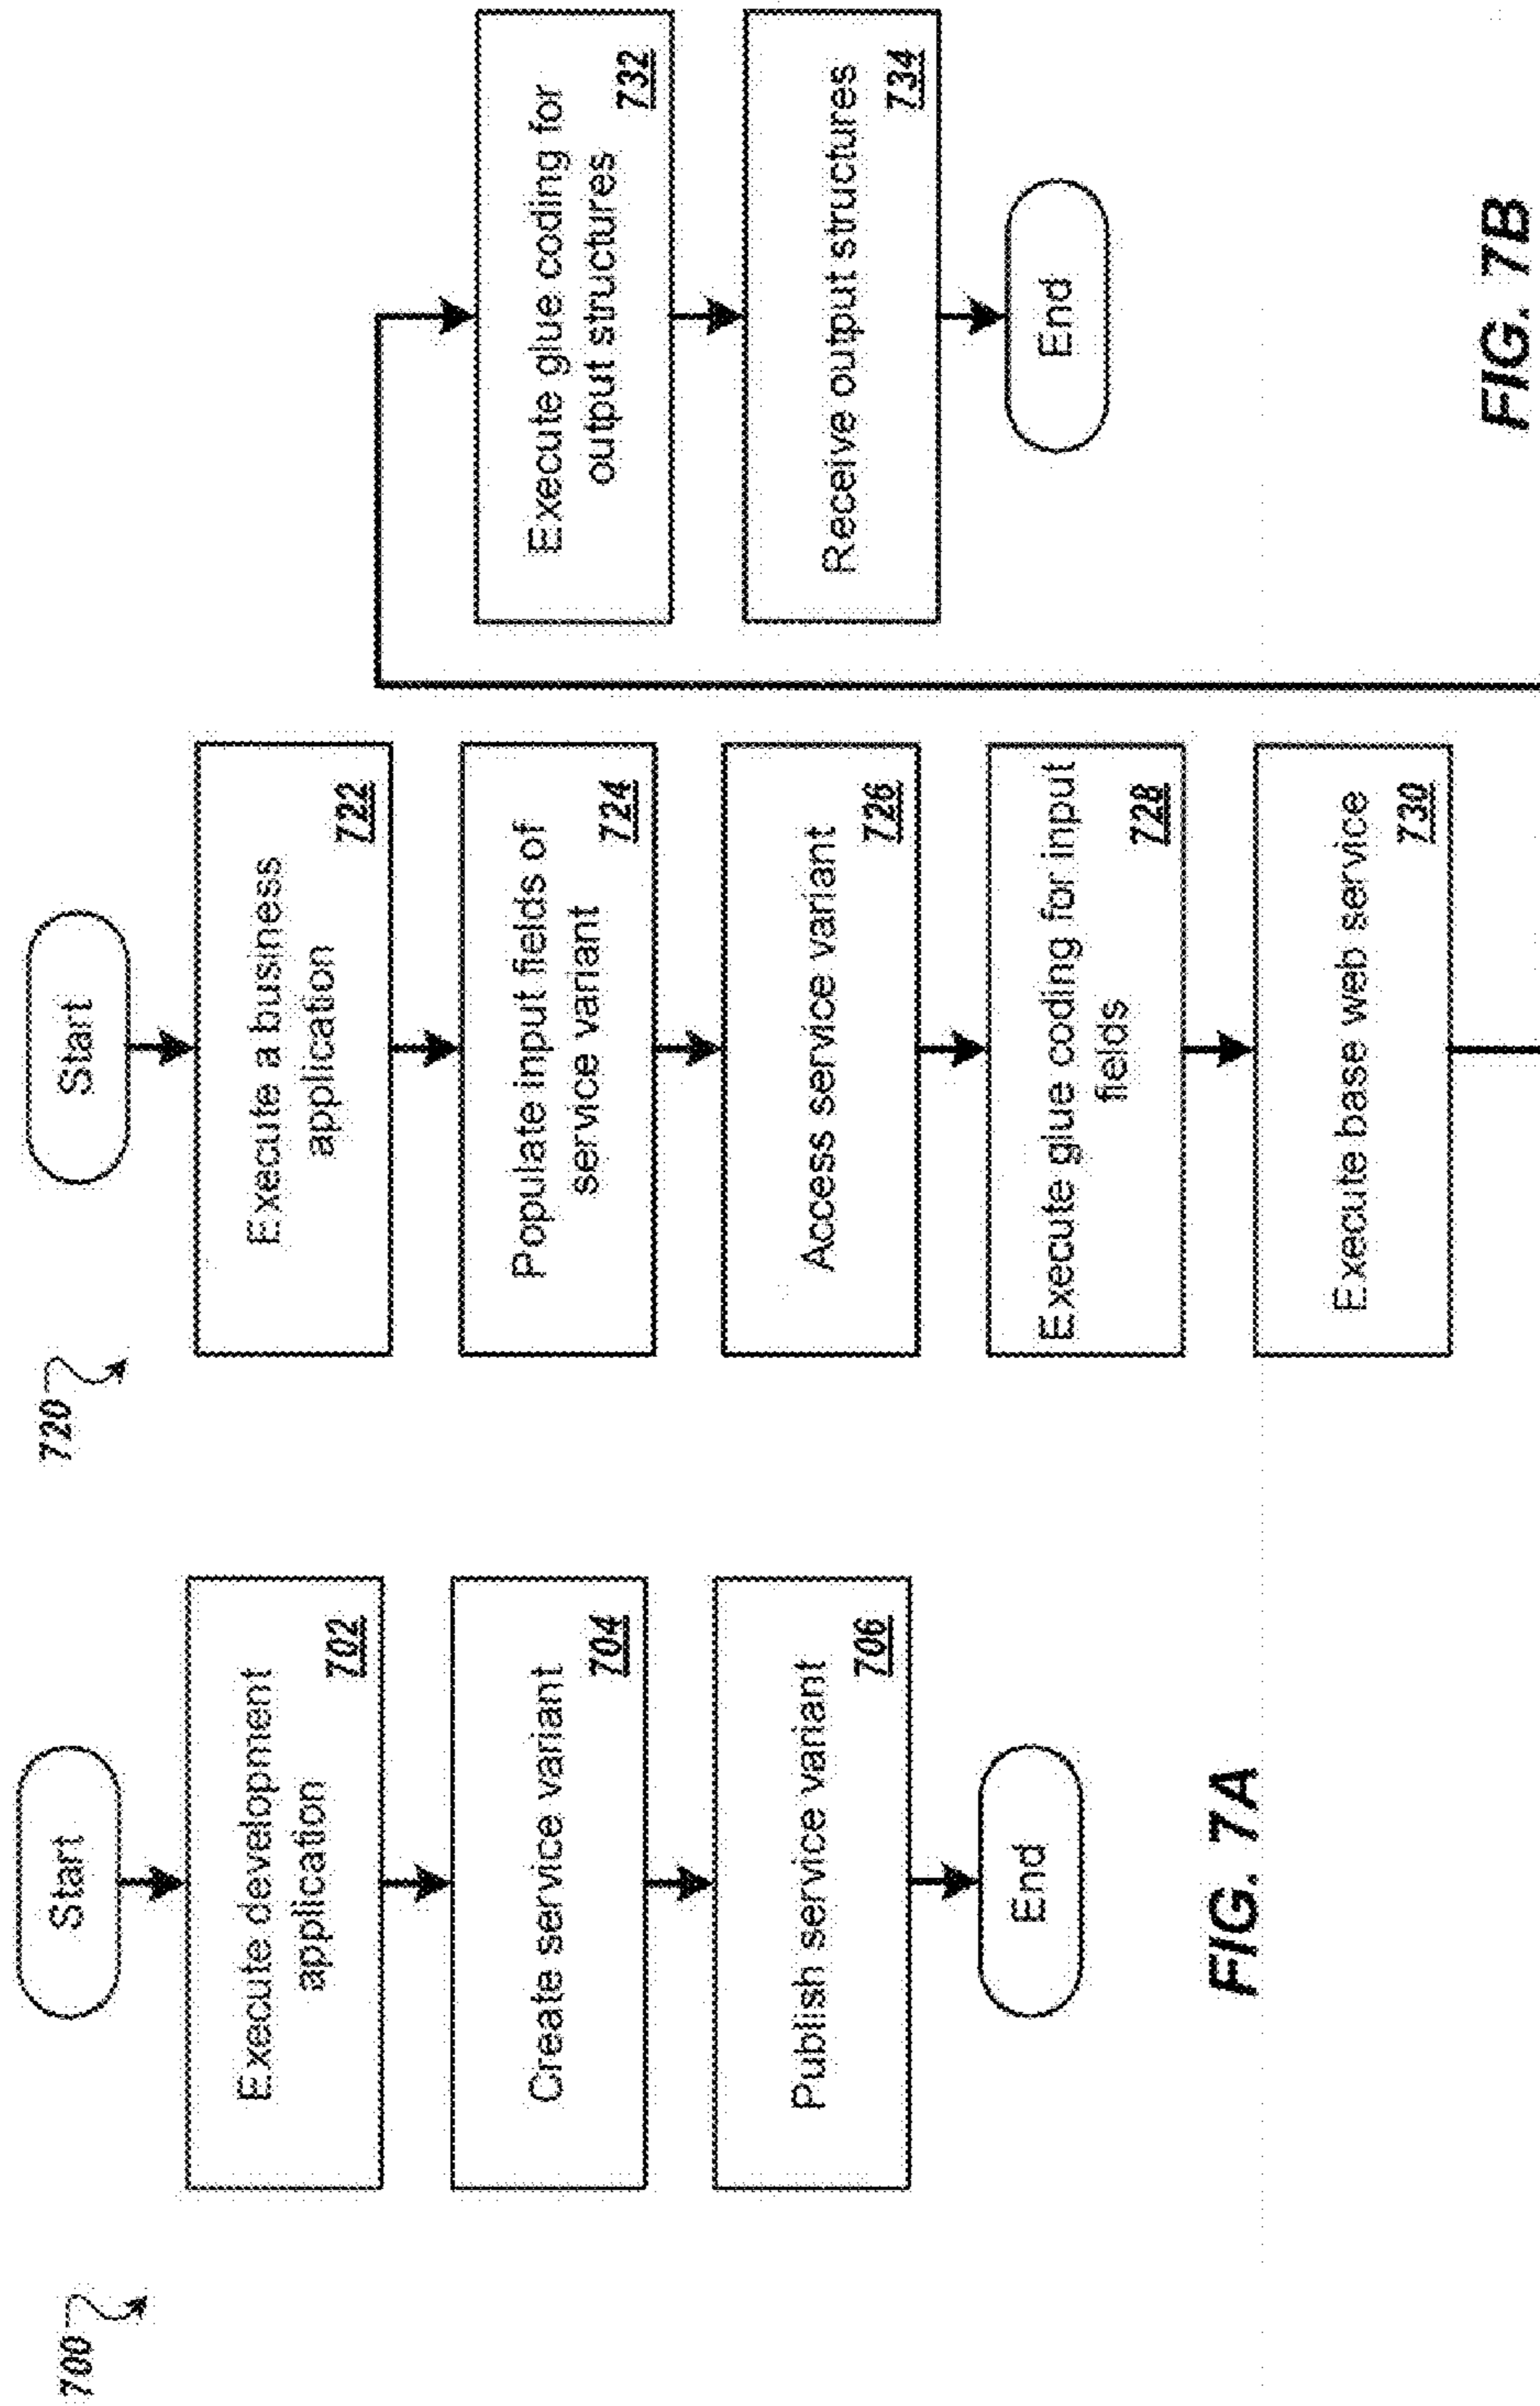 700
Start
Execute development
application
702
Create service variant
704
Publish service variant
706
End
FIG. 7A
720
Start
Execute a business
application
722
Populate input fields of
service variant
724
Access service variant
726
Execute glue coding for input
fields
728
Execute base web service
730
Execute glue coding for
output structures
732
Receive output structures
734
End
FIG. 7B